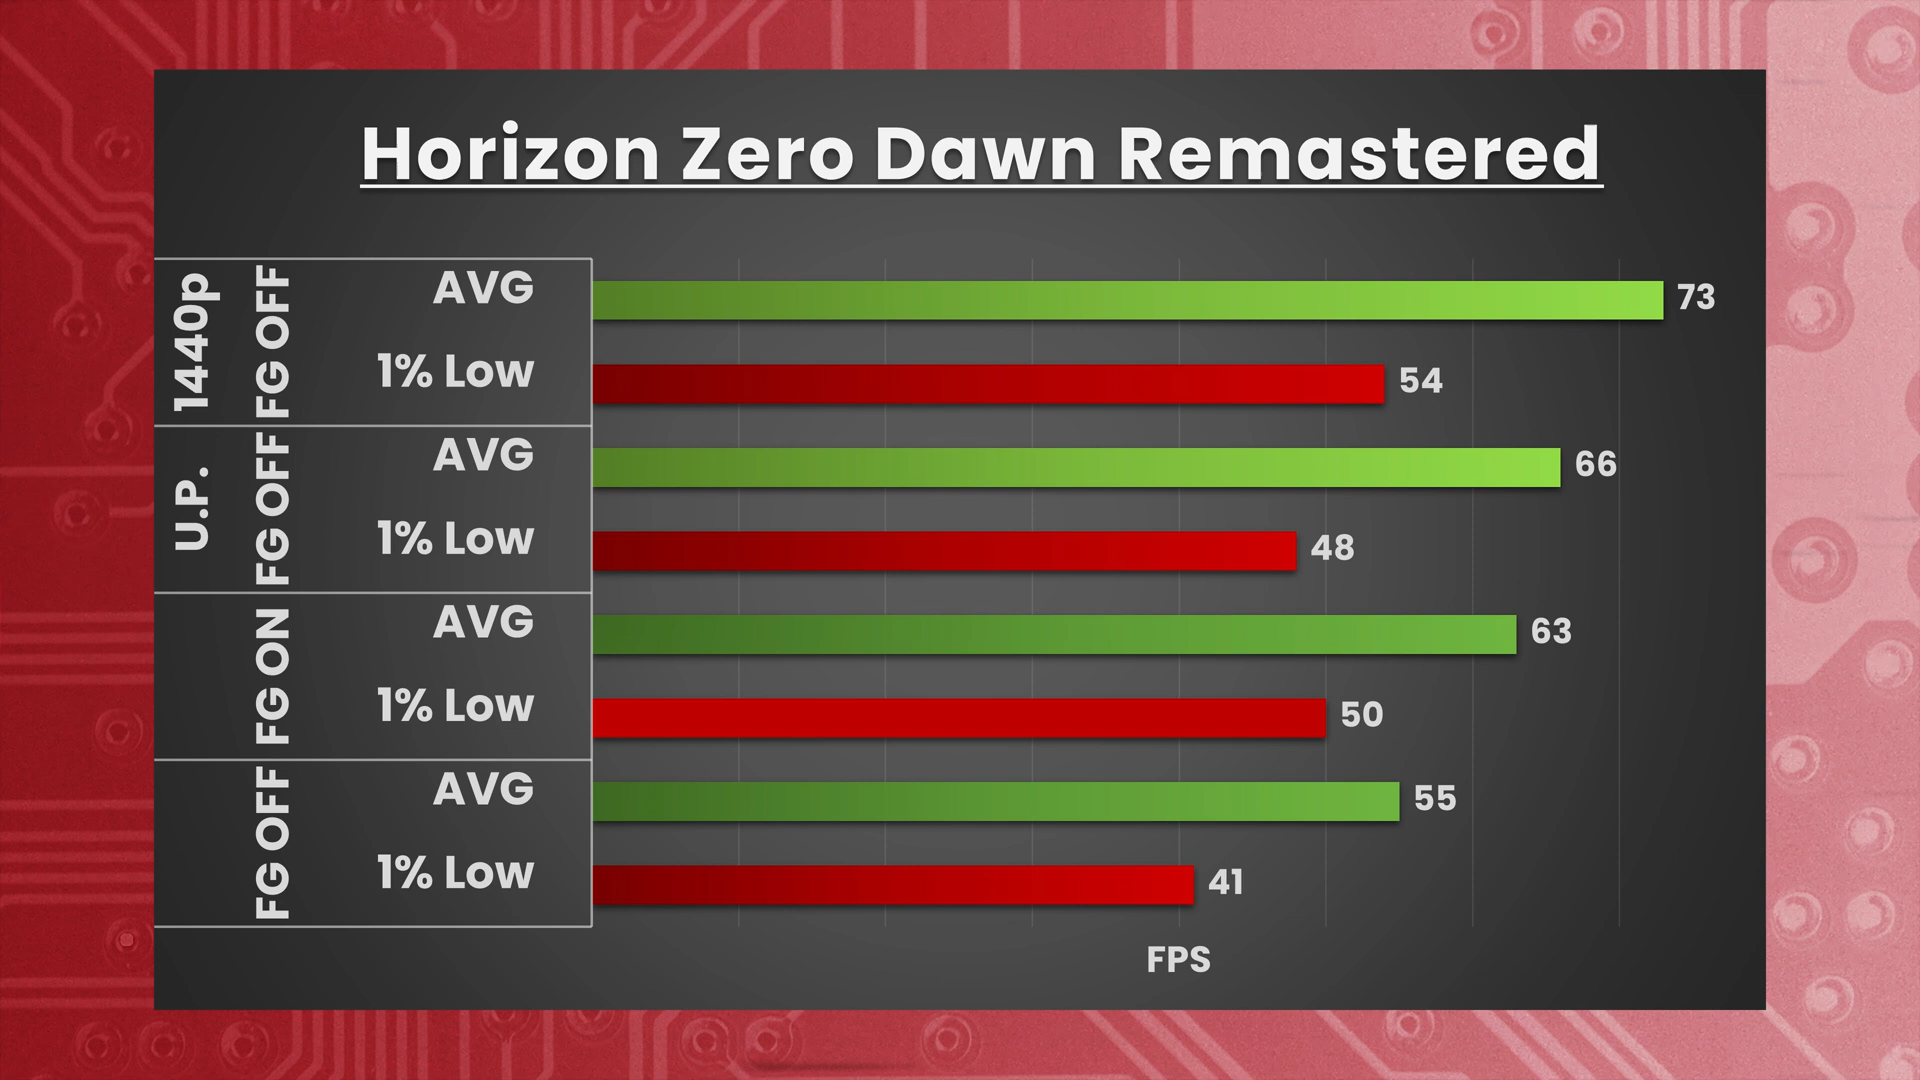 Horizon Zero Dawn Remastered
1440p
FG OFF
AVG
73
1% Low
54
U.P.
FG OFF
AVG
66
1% Low
48
FG ON
AVG
63
1% Low
50
FG OFF
AVG
55
1% Low
41
FPS